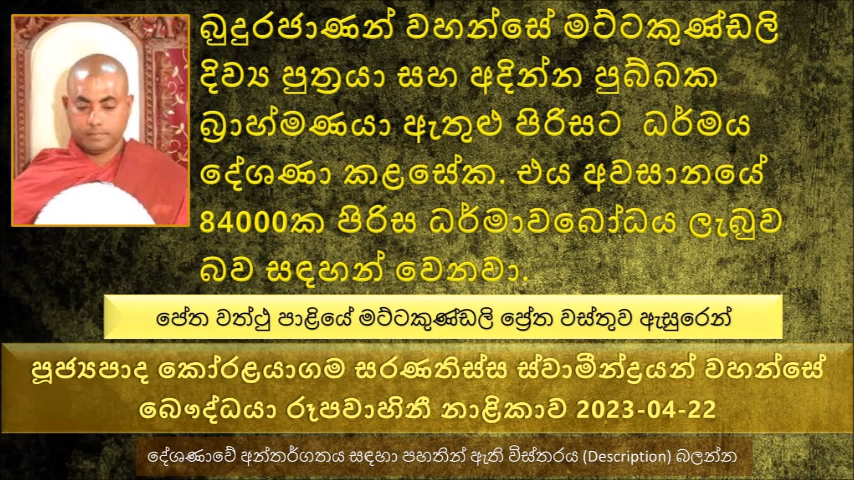 බුදුරජාණන් වහන්සේ මට්ටකුණ්ඩලි
දිව්‍ය පුත්‍රයා සහ අදින්න පුබ්බක
බ්‍රාහ්මණයා ඇතුළු පිරිසට ධර්මය
දේශණා කළසේක. එය අවසානයේ
84000ක පිරිස ධර්මාවබෝධය ලැබුව
බව සඳහන් වෙනවා.
පේත වත්ථු පාළියේ මට්ටකුණ්ඩලි ප්‍රේත වස්තුව ඇසුරෙන්
පූජ්‍යපාද කෝරළයාගම සරණතිස්ස ස්වාමීන්ද්‍රයන් වහන්සේ
බෞද්ධයා රූපවාහිනී නාළිකාව 2023-04-22
දේශණාවේ අන්තර්ගතය සඳහා පහතින් ඇති විස්තරය (Description) බලන්න